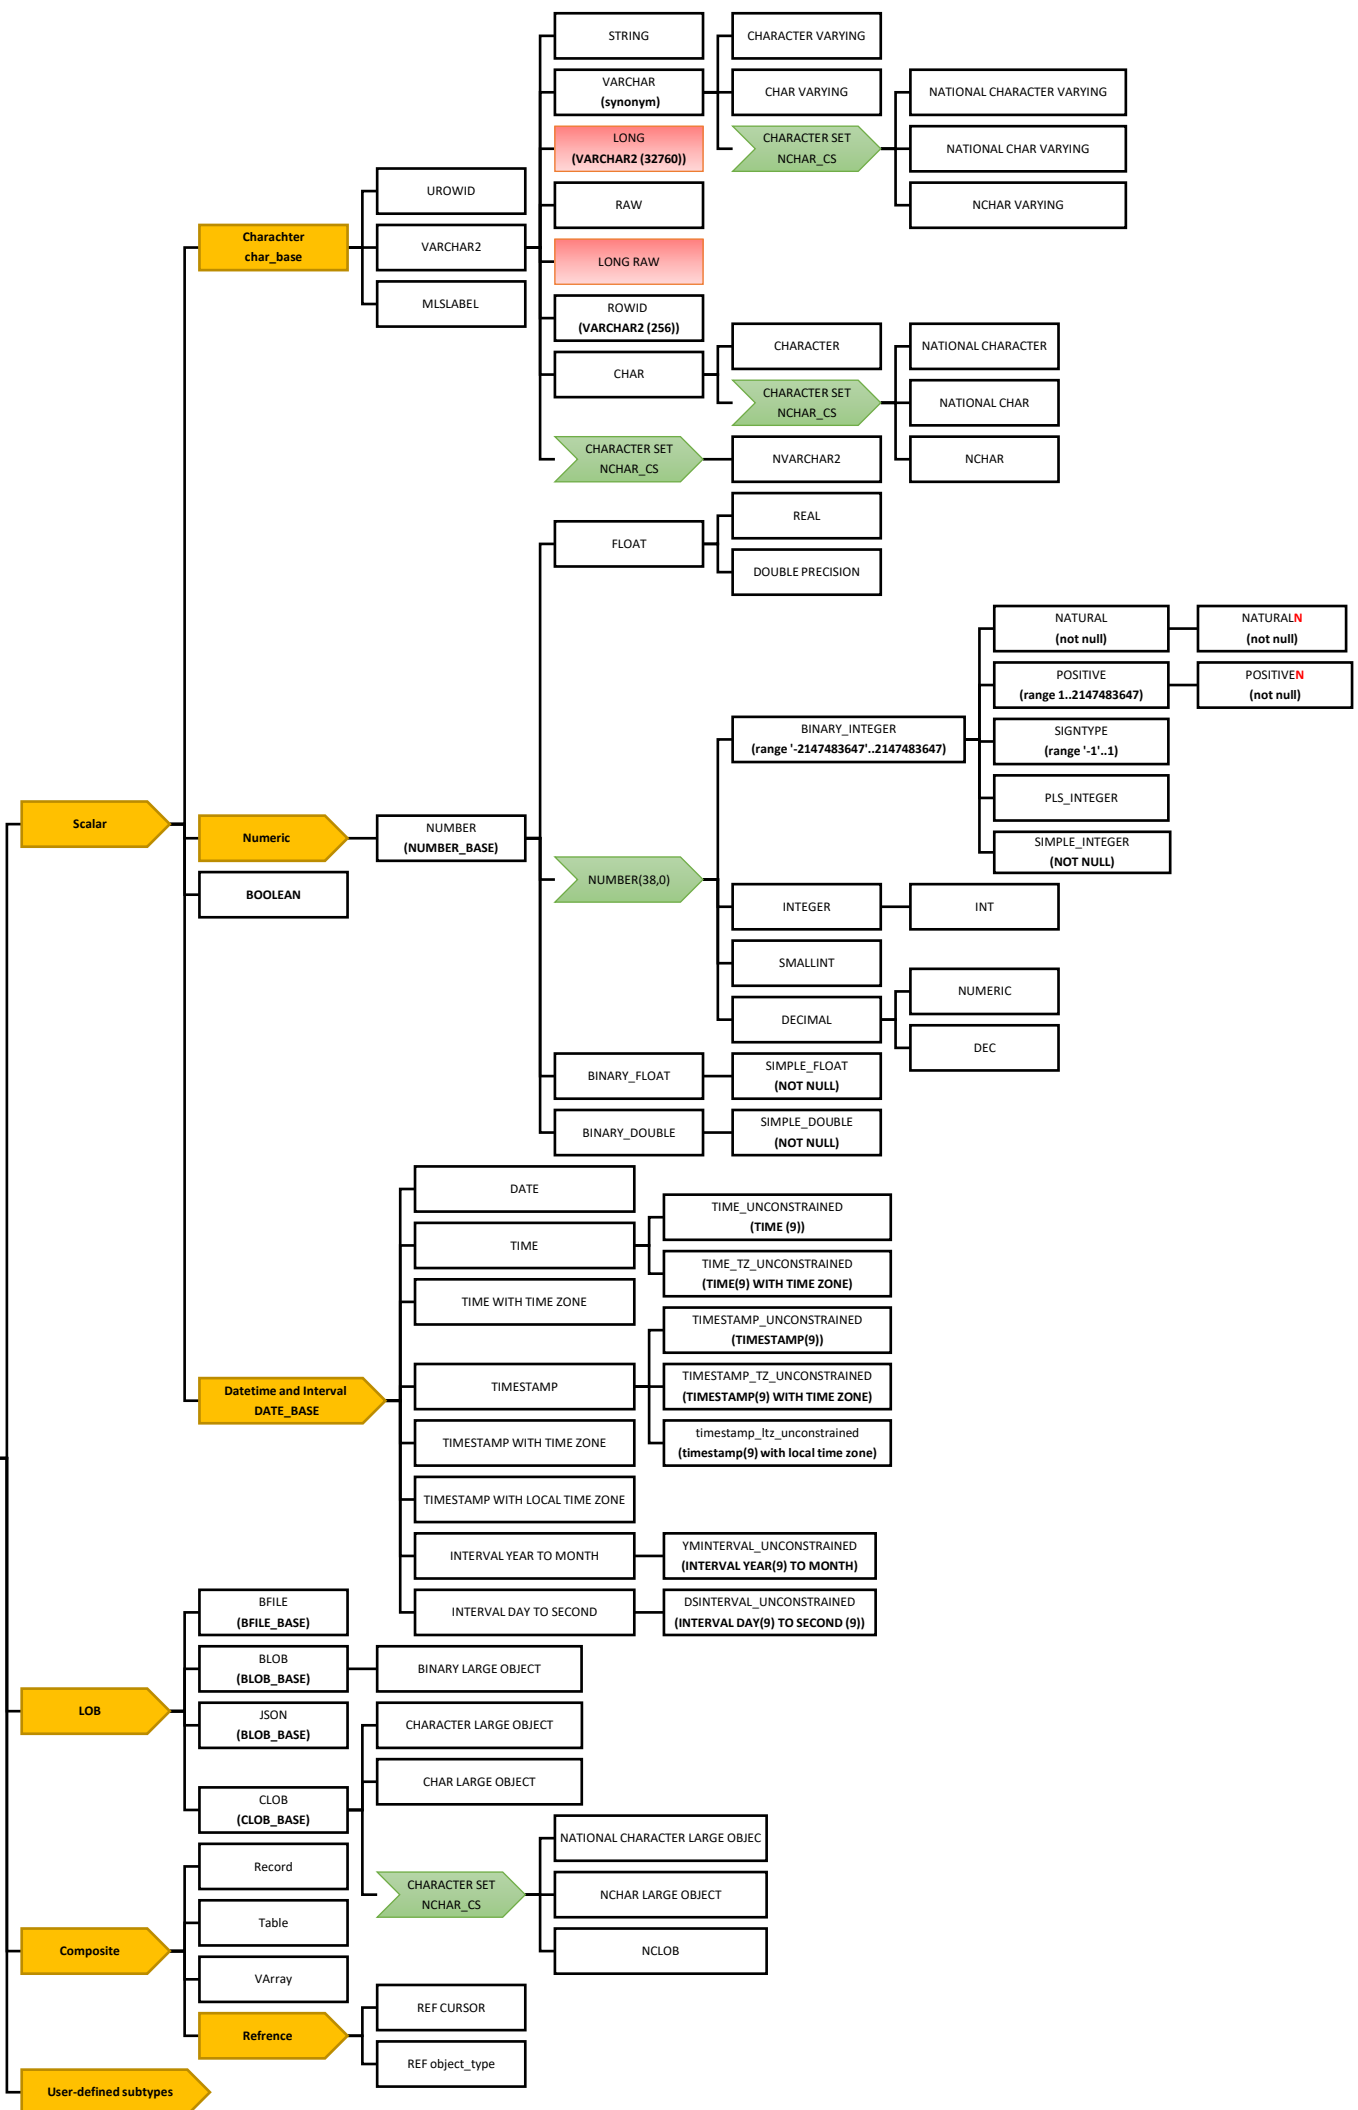 STRING
CHARACTER VARYING
VARCHAR
(synonym)
CHAR VARYING
NATIONAL CHARACTER VARYING
LONG
(VARCHAR2 (32760))
CHARACTER SET
NCHAR_CS
NATIONAL CHAR VARYING
UROWID
RAW
NCHAR VARYING
Charachter
char_base
VARCHAR2
LONG RAW
MLSLABEL
ROWID
(VARCHAR2 (256))
CHARACTER
NATIONAL CHARACTER
CHAR
CHARACTER SET
NCHAR_CS
NATIONAL CHAR
CHARACTER SET
NCHAR_CS
NVARCHAR2
NCHAR
REAL
FLOAT
DOUBLE PRECISION
NATURAL
(not null)
NATURALN
(not null)
POSITIVE
(range 1..2147483647)
POSITIVEN
(not null)
BINARY_INTEGER
(range '-2147483647'..2147483647)
SIGNTYPE
(range '-1'..1)
PLS_INTEGER
Scalar
Numeric
NUMBER
(NUMBER_BASE)
SIMPLE_INTEGER
(NOT NULL)
NUMBER(38,0)
BOOLEAN
INTEGER
INT
SMALLINT
NUMERIC
DECIMAL
DEC
BINARY_FLOAT
SIMPLE_FLOAT
(NOT NULL)
BINARY_DOUBLE
SIMPLE_DOUBLE
(NOT NULL)
DATE
TIME_UNCONSTRAINED
(TIME (9))
TIME
TIME_TZ_UNCONSTRAINED
(TIME(9) WITH TIME ZONE)
TIME WITH TIME ZONE
TIMESTAMP_UNCONSTRAINED
(TIMESTAMP(9))
Datetime and Interval
DATE_BASE
TIMESTAMP
TIMESTAMP_TZ_UNCONSTRAINED
(TIMESTAMP(9) WITH TIME ZONE)
TIMESTAMP WITH TIME ZONE
timestamp_ltz_unconstrained
(timestamp(9) with local time zone)
TIMESTAMP WITH LOCAL TIME ZONE
INTERVAL YEAR TO MONTH
YMINTERVAL_UNCONSTRAINED
(INTERVAL YEAR(9) TO MONTH)
BFILE
(BFILE_BASE)
INTERVAL DAY TO SECOND
DSINTERVAL_UNCONSTRAINED
(INTERVAL DAY(9) TO SECOND (9))
BLOB
(BLOB_BASE)
BINARY LARGE OBJECT
LOB
JSON
(BLOB_BASE)
CHARACTER LARGE OBJECT
CHAR LARGE OBJECT
CLOB
(CLOB_BASE)
NATIONAL CHARACTER LARGE OBJEC
Record
CHARACTER SET
NCHAR_CS
NCHAR LARGE OBJECT
Table
Composite
NCLOB
VArray
REF CURSOR
Refrence
REF object_type
User-defined subtypes